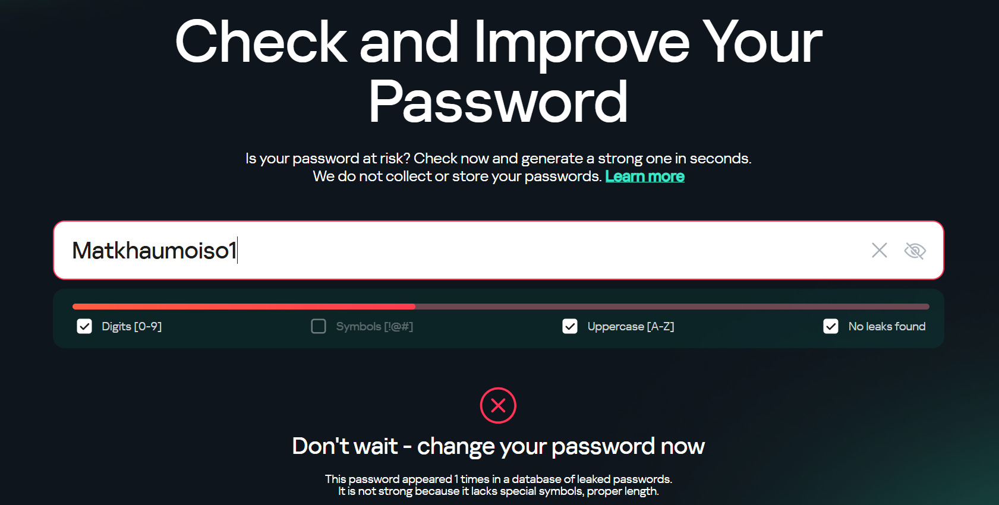 Check and Improve Your
Password
Is your password at risk? Check now and generate a strong one in seconds.
We do not collect or store your passwords. Learn more
Matkhaumoiso1
Digits [0-9]
Symbols [!@#]
Uppercase [A-Z]
No leaks found
Don't wait - change your password now
This password appeared 1 times in a database of leaked passwords.
It is not strong because it lacks special symbols, proper length.